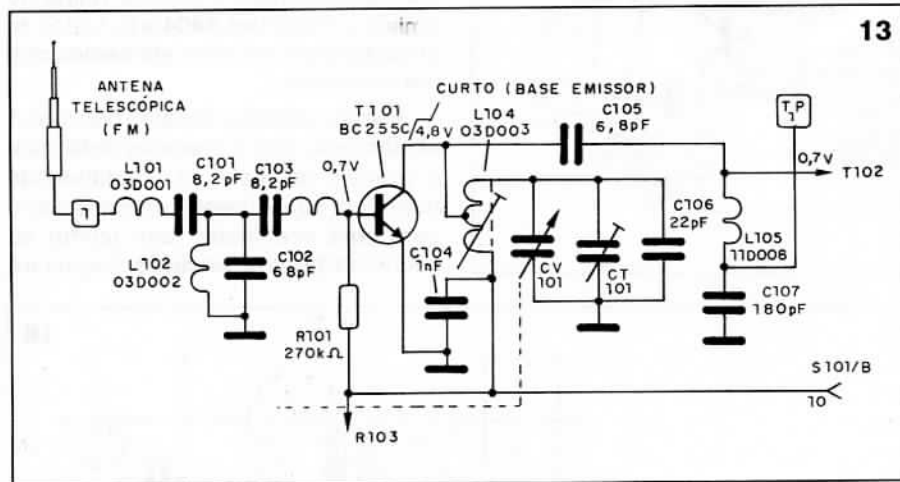 13
ANTENA
TELESCÓPICA
(FM)
L101
03D001
C101
8,2pF
C103
8,2pF
L102
03D002
C102
68pF
0,7V
T101
BC255C
4,8V
CURTO (BASE EMISSOR)
L104
03D003
C104
1nF
R101
270kΩ
R103
C105
6,8pF
CV
101
CT
101
C106
22pF
TP
1
0,7V
T102
L105
11D006
C107
180pF
S101/B
10